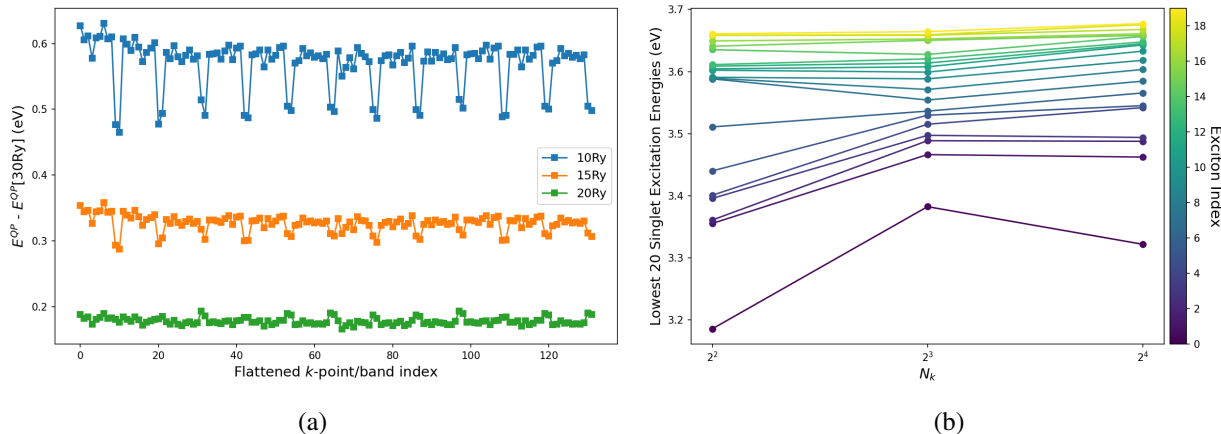 E^{QP} - E^{QP}[30Ry] (eV)
0.6
0.5
0.4
0.3
0.2
10Ry
15Ry
20Ry
0 20 40 60 80 100 120
Flattened k-point/band index
(a)
Lowest 20 Singlet Excitation Energies (eV)
3.7
3.6
3.5
3.4
3.3
3.2
2^2 2^3 2^4
N_k
18
16
14
12
10
8
6
4
2
0
Exciton Index
(b)